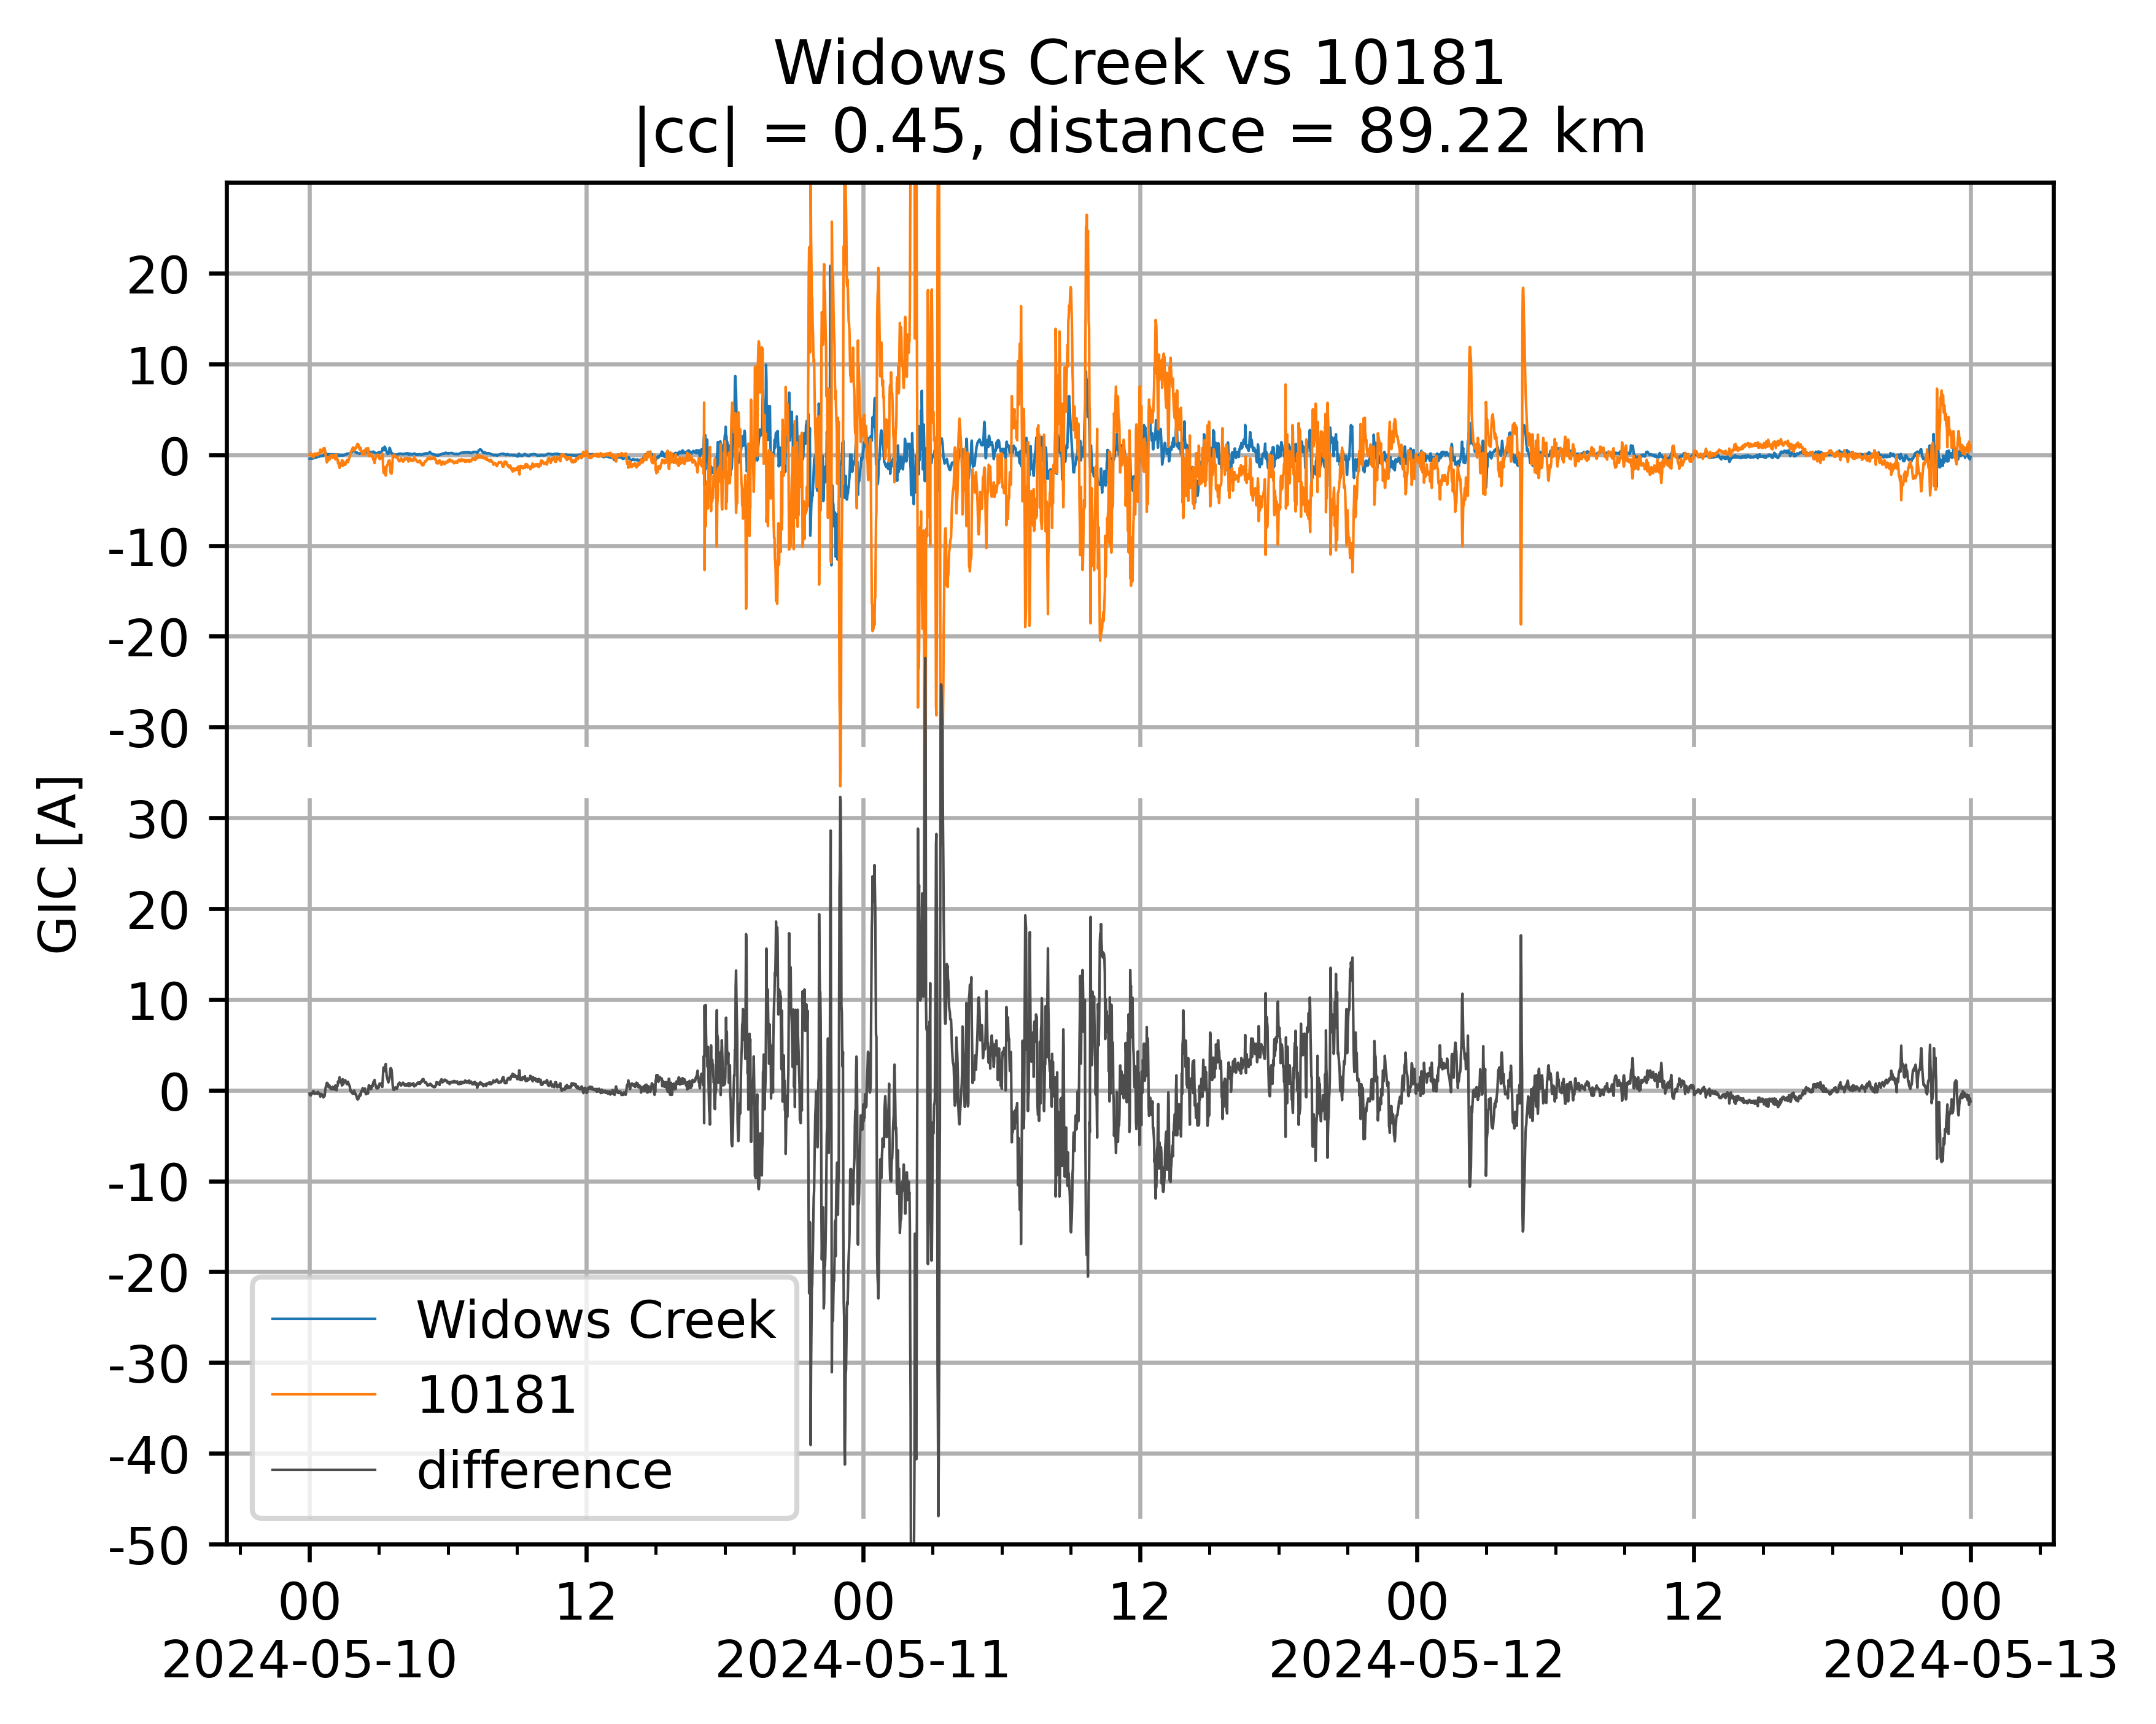 Widows Creek vs 10181
|cc| = 0.45, distance = 89.22 km
GIC [A]
20
10
0
-10
-20
-30
30
20
10
0
-10
-20
-30
-40
-50
Widows Creek
10181
difference
00 12 00 12 00 12 00
2024-05-10 2024-05-11 2024-05-12 2024-05-13